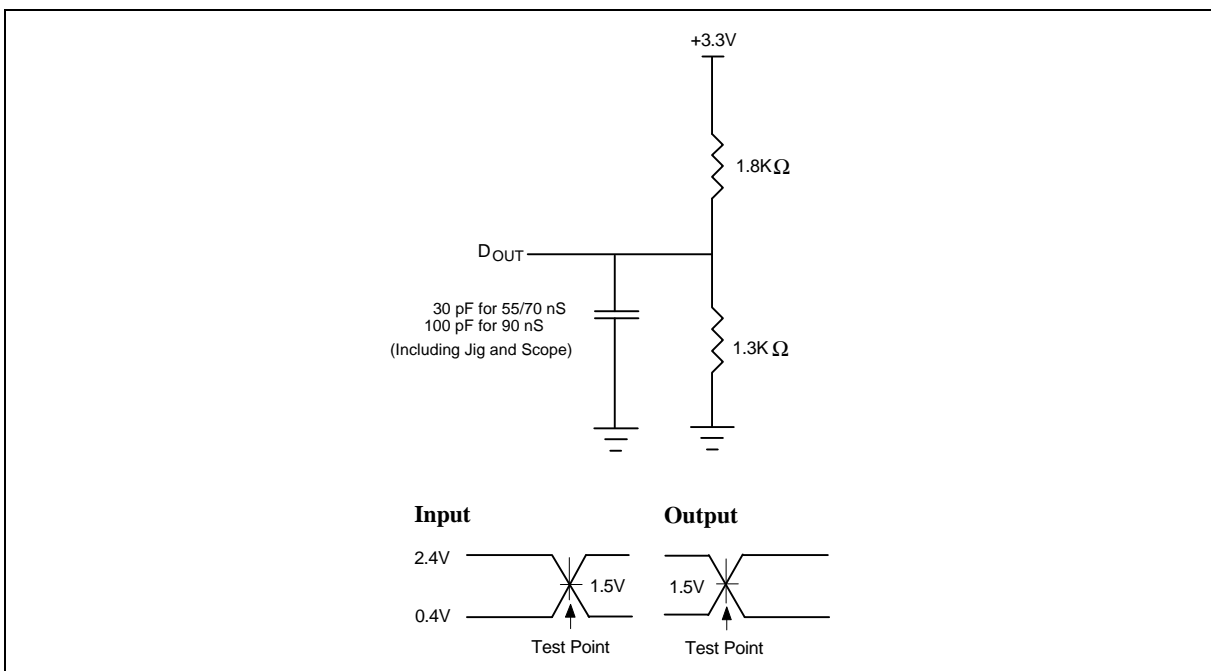 +3.3V
1.8KΩ
DOUT
30 pF for 55/70 nS
100 pF for 90 nS
(Including Jig and Scope)
1.3KΩ
Input
Output
2.4V
1.5V
1.5V
0.4V
Test Point
Test Point